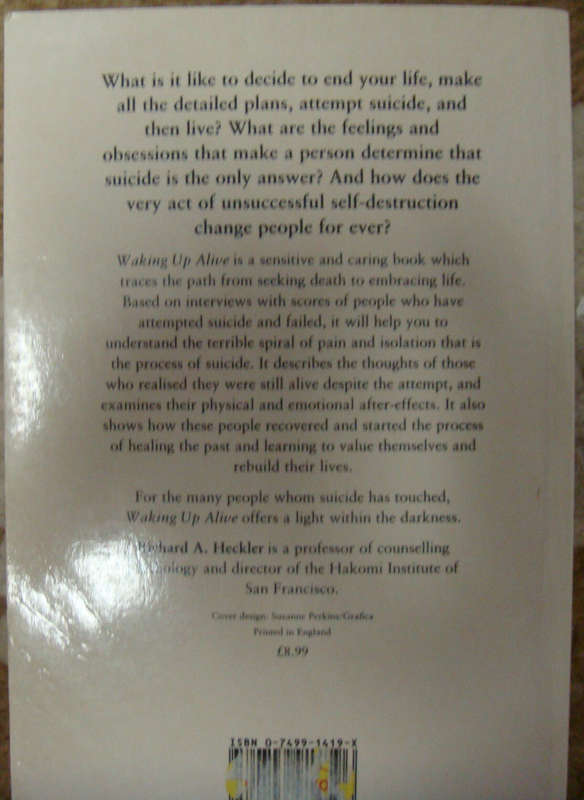 What is it like to decide to end your life, make
all the detailed plans, attempt suicide, and
then live? What are the feelings and
obsessions that make a person determine that
suicide is the only answer? And how does the
very act of unsuccessful self-destruction
change people for ever?
Waking Up Alive is a sensitive and caring book which
traces the path from seeking death to embracing life.
Based on interviews with scores of people who have
attempted suicide and failed, it will help you to
understand the terrible spiral of pain and isolation that is
the process of suicide. It describes the thoughts of those
who realised they were still alive despite the attempt, and
examines their physical and emotional after-effects. It also
shows how these people recovered and started the process
of healing the past and learning to value themselves and
rebuild their lives.
For the many people whom suicide has touched,
Waking Up Alive offers a light within the darkness.
Richard A. Heckler is a professor of counselling
and director of the Hakomi Institute of
San Francisco.
Cover design: Suzanne Perkins/Grafica
Printed in England
£8.99
ISBN 0-7499-1419-X